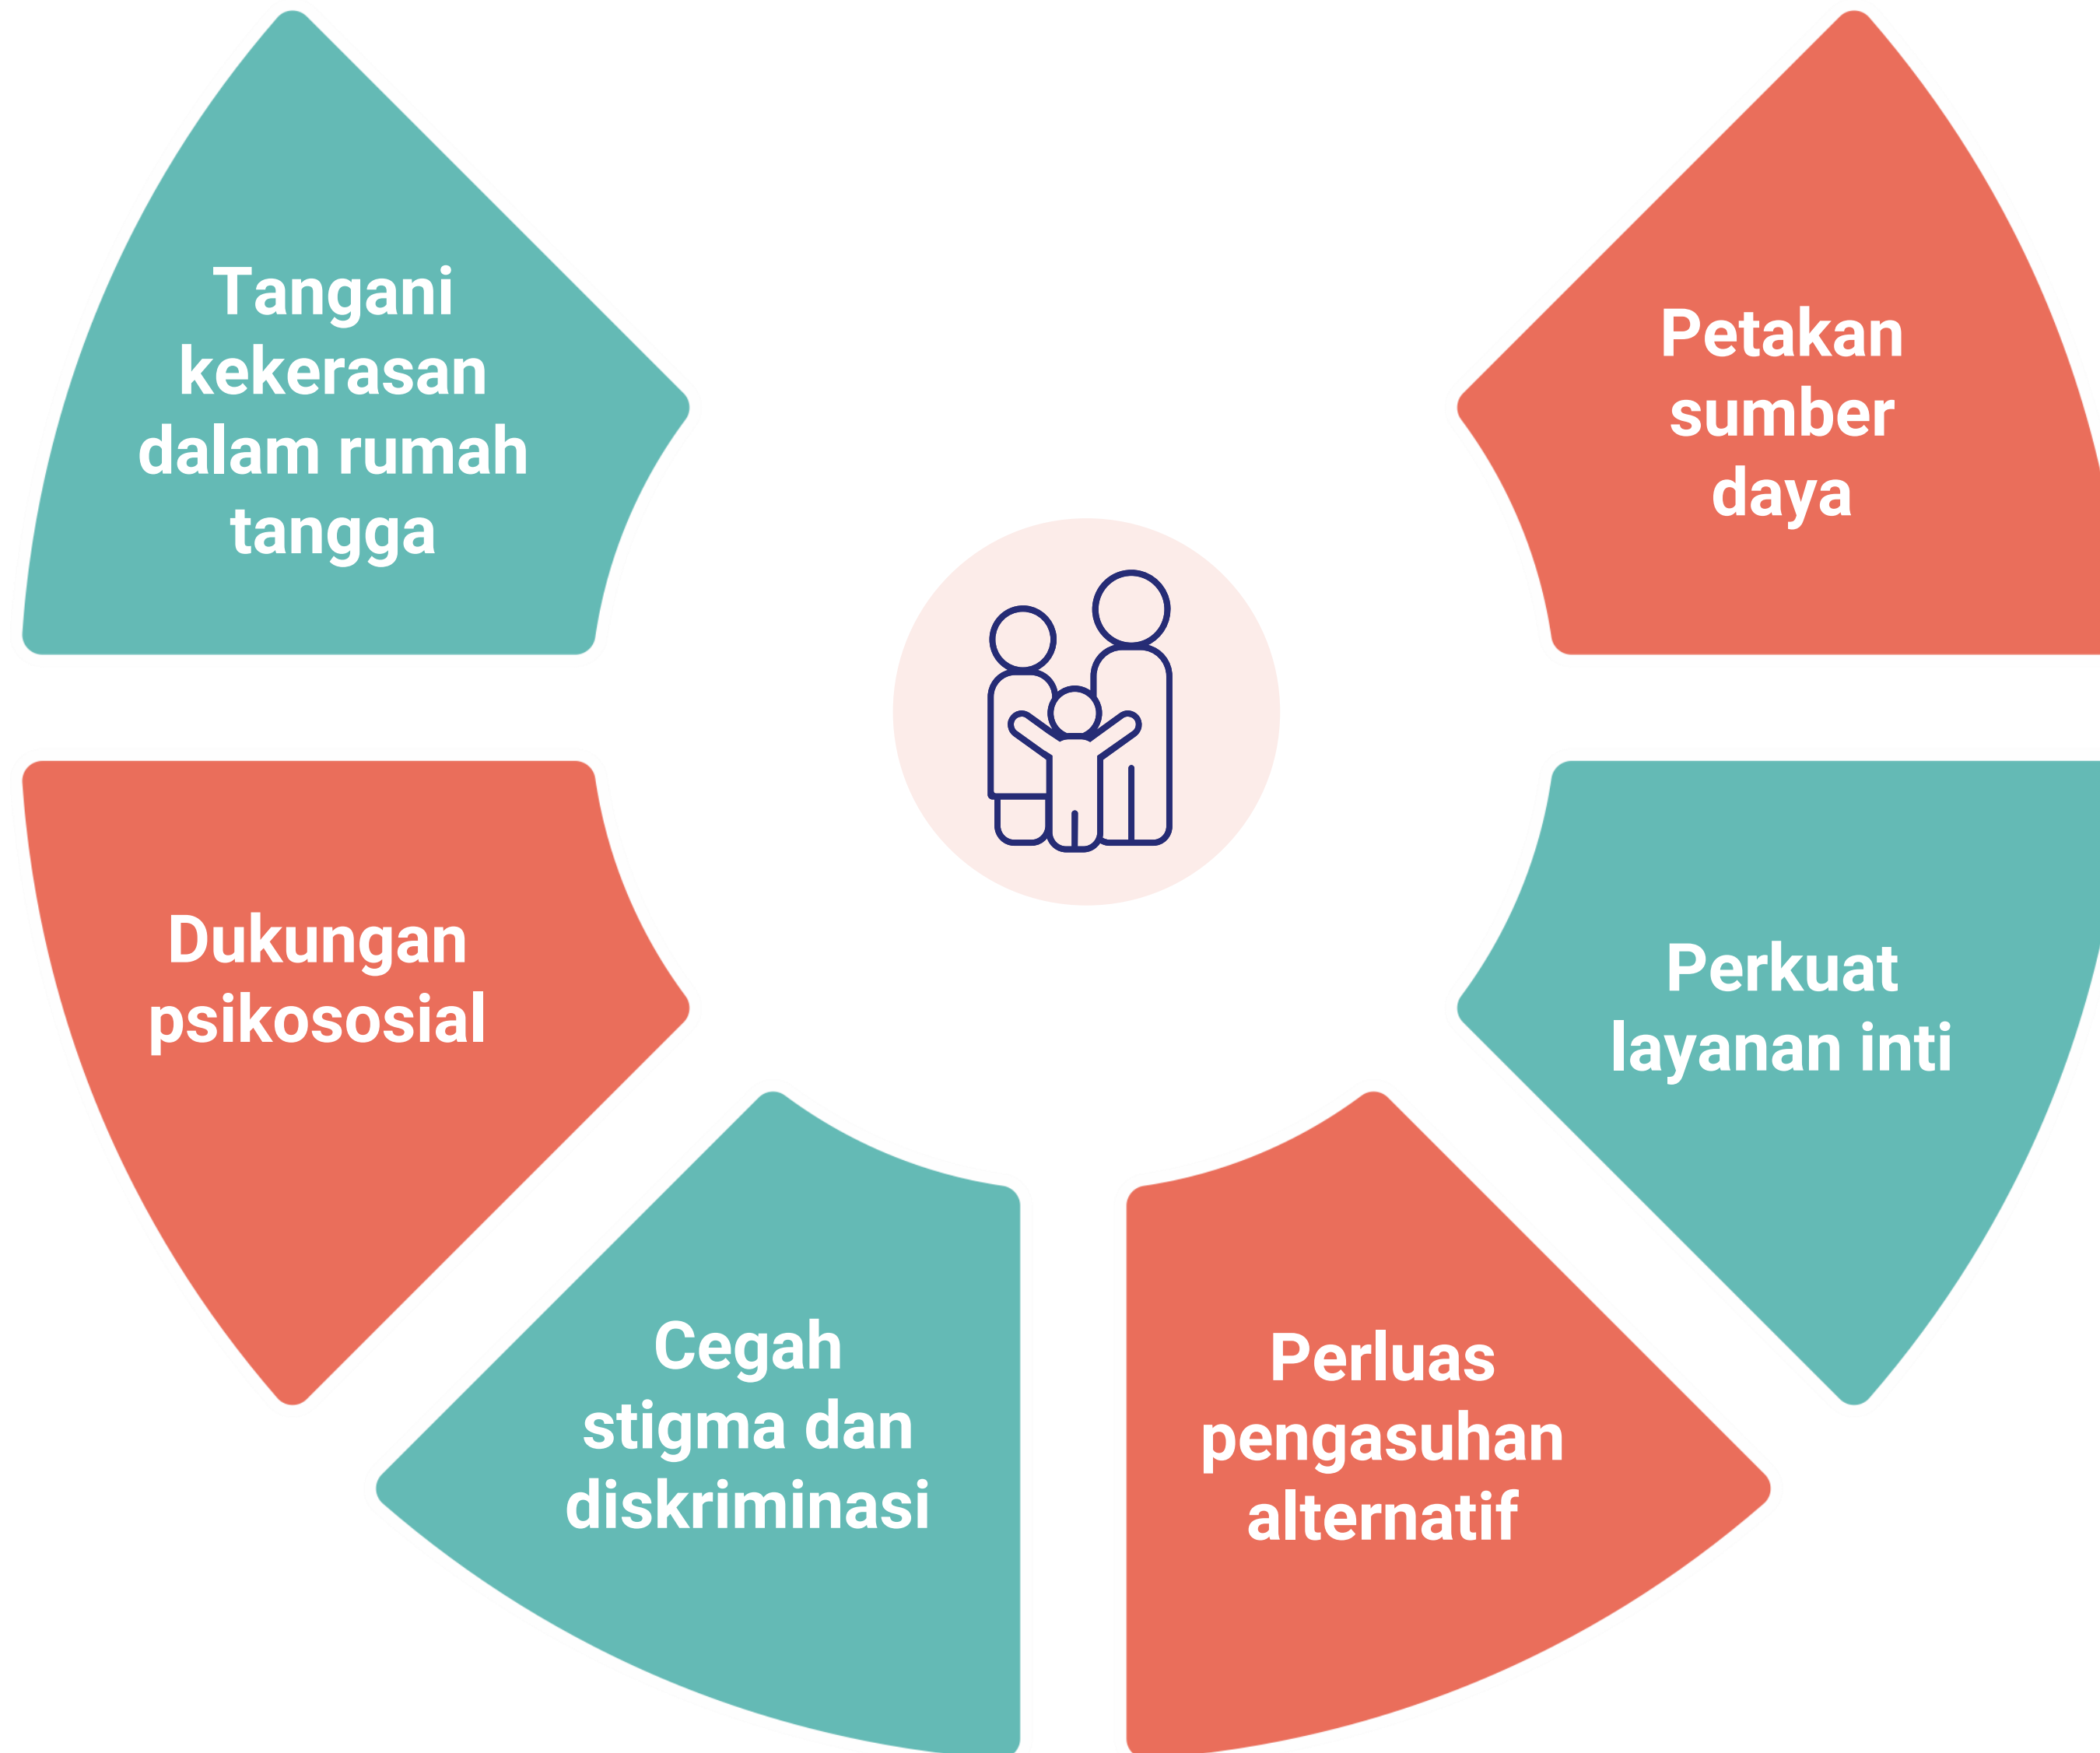 Tangani
kekerasan
dalam rumah
tangga
Petakan
sumber
daya
Dukungan
psikososial
Perkuat
layanan inti
Cegah
stigma dan
diskriminasi
Perluas
pengasuhan
alternatif